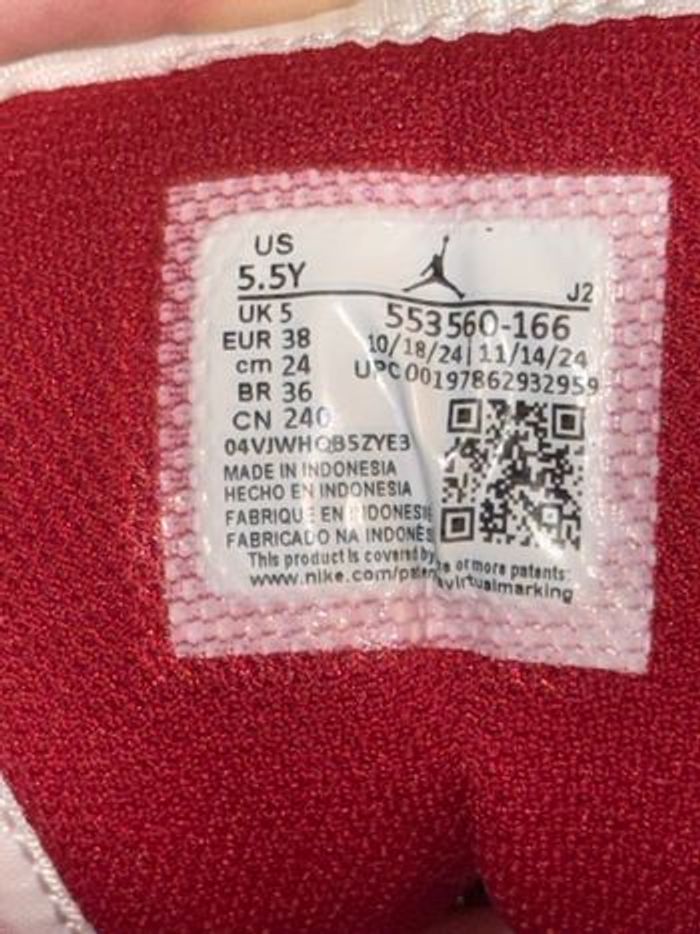 US
5.5Y
J2
UK 5
EUR 38
cm 24
BR 36
CN 240
553560-166
10/18/24|11/14/24
UPC 00197862932959
04VJWHQB5ZYE3
MADE IN INDONESIA
HECHO EN INDONESIA
FABRIQUE EN INDONESIE
FABRICADO NA INDONÉS
This product is covered by or more patents:
www.nike.com/paten virtualmarking